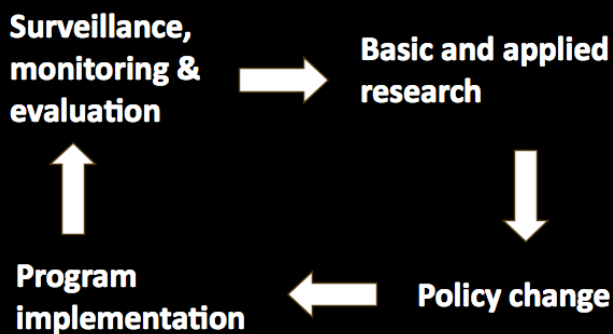 Surveillance,
monitoring &
evaluation
Basic and applied
research
Program
implementation
Policy change